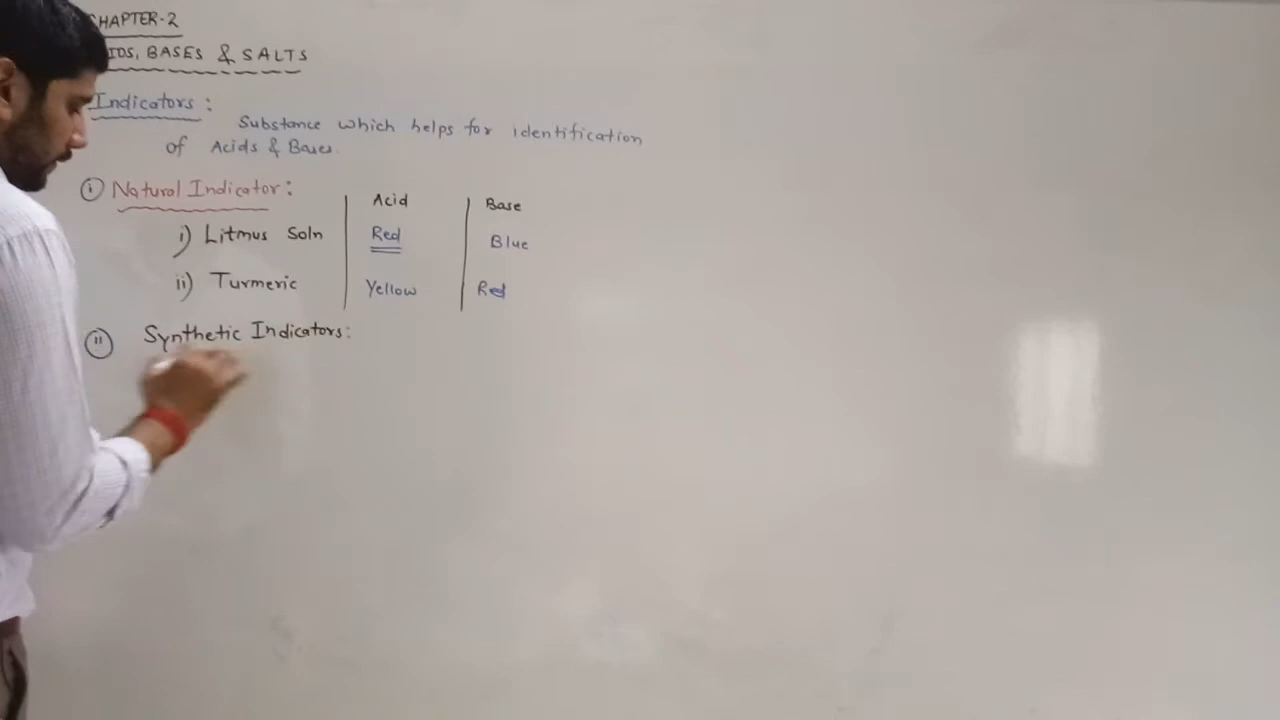 HAPTER-2
IDS, BASES & SALTS
Indicators:
Substance which helps for identification
of Acids & Bases.
i Natural Indicator: Acid Base
i) Litmus Soln Red Blue
ii) Turmeric Yellow Red
ii Synthetic Indicators: